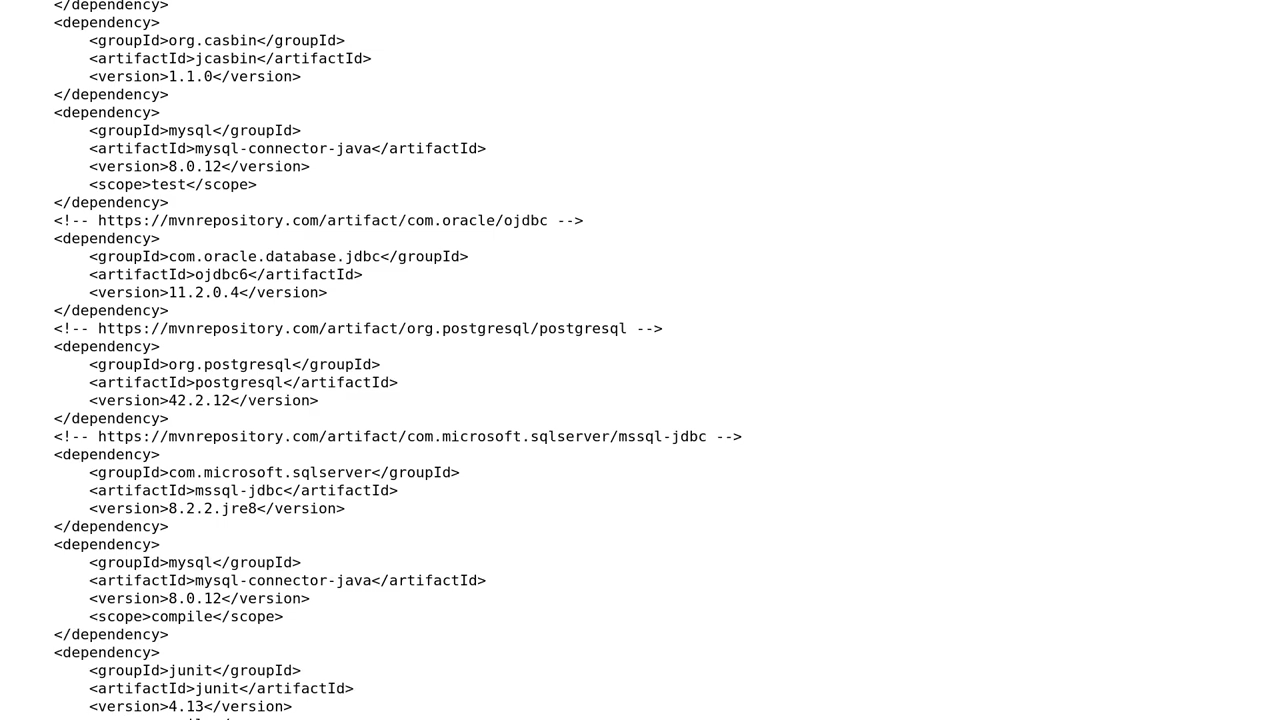 </dependency>
<dependency>
<groupId>org.casbin</groupId>
<artifactId>jcasbin</artifactId>
<version>1.1.0</version>
</dependency>
<dependency>
<groupId>mysql</groupId>
<artifactId>mysql-connector-java</artifactId>
<version>8.0.12</version>
<scope>test</scope>
</dependency>
<!-- https://mvnrepository.com/artifact/com.oracle/ojdbc -->
<dependency>
<groupId>com.oracle.database.jdbc</groupId>
<artifactId>ojdbc6</artifactId>
<version>11.2.0.4</version>
</dependency>
<!-- https://mvnrepository.com/artifact/org.postgresql/postgresql -->
<dependency>
<groupId>org.postgresql</groupId>
<artifactId>postgresql</artifactId>
<version>42.2.12</version>
</dependency>
<!-- https://mvnrepository.com/artifact/com.microsoft.sqlserver/mssql-jdbc -->
<dependency>
<groupId>com.microsoft.sqlserver</groupId>
<artifactId>mssql-jdbc</artifactId>
<version>8.2.2.jre8</version>
</dependency>
<dependency>
<groupId>mysql</groupId>
<artifactId>mysql-connector-java</artifactId>
<version>8.0.12</version>
<scope>compile</scope>
</dependency>
<dependency>
<groupId>junit</groupId>
<artifactId>junit</artifactId>
<version>4.13</version>